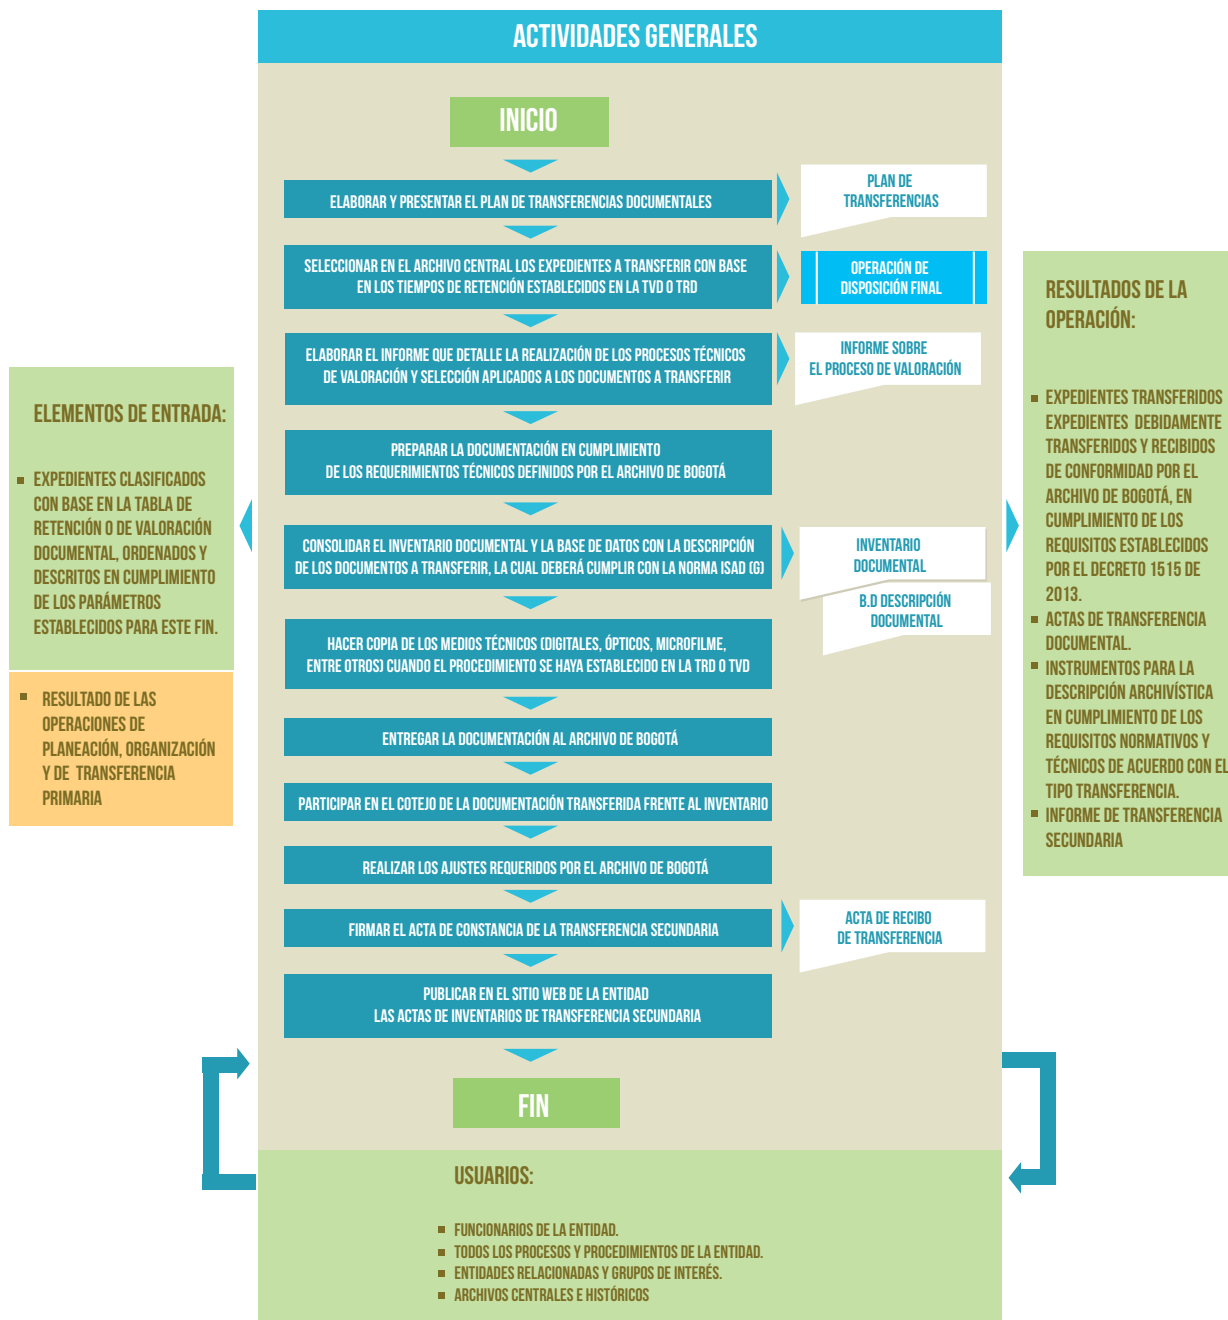 ACTIVIDADES GENERALES
INICIO
ELABORAR Y PRESENTAR EL PLAN DE TRANSFERENCIAS DOCUMENTALES
PLAN DE
TRANSFERENCIAS
SELECCIONAR EN EL ARCHIVO CENTRAL LOS EXPEDIENTES A TRANSFERIR CON BASE
EN LOS TIEMPOS DE RETENCIÓN ESTABLECIDOS EN LA TVD O TRD
OPERACIÓN DE
DISPOSICIÓN FINAL
ELABORAR EL INFORME QUE DETALLE LA REALIZACIÓN DE LOS PROCESOS TÉCNICOS
DE VALORACIÓN Y SELECCIÓN APLICADOS A LOS DOCUMENTOS A TRANSFERIR
INFORME SOBRE
EL PROCESO DE VALORACIÓN
PREPARAR LA DOCUMENTACIÓN EN CUMPLIMIENTO
DE LOS REQUERIMIENTOS TÉCNICOS DEFINIDOS POR EL ARCHIVO DE BOGOTÁ
CONSOLIDAR EL INVENTARIO DOCUMENTAL Y LA BASE DE DATOS CON LA DESCRIPCIÓN
DE LOS DOCUMENTOS A TRANSFERIR, LA CUAL DEBERÁ CUMPLIR CON LA NORMA ISAD (G)
INVENTARIO
DOCUMENTAL
B.D DESCRIPCIÓN
DOCUMENTAL
HACER COPIA DE LOS MEDIOS TÉCNICOS (DIGITALES, ÓPTICOS, MICROFILME,
ENTRE OTROS) CUANDO EL PROCEDIMIENTO SE HAYA ESTABLECIDO EN LA TRD O TVD
ENTREGAR LA DOCUMENTACIÓN AL ARCHIVO DE BOGOTÁ
PARTICIPAR EN EL COTEJO DE LA DOCUMENTACIÓN TRANSFERIDA FRENTE AL INVENTARIO
REALIZAR LOS AJUSTES REQUERIDOS POR EL ARCHIVO DE BOGOTÁ
FIRMAR EL ACTA DE CONSTANCIA DE LA TRANSFERENCIA SECUNDARIA
ACTA DE RECIBO
DE TRANSFERENCIA
PUBLICAR EN EL SITIO WEB DE LA ENTIDAD
LAS ACTAS DE INVENTARIOS DE TRANSFERENCIA SECUNDARIA
FIN
ELEMENTOS DE ENTRADA:
EXPEDIENTES CLASIFICADOS
CON BASE EN LA TABLA DE
RETENCIÓN O DE VALORACIÓN
DOCUMENTAL, ORDENADOS Y
DESCRITOS EN CUMPLIMIENTO
DE LOS PARÁMETROS
ESTABLECIDOS PARA ESTE FIN.
RESULTADO DE LAS
OPERACIONES DE
PLANEACIÓN, ORGANIZACIÓN
Y DE TRANSFERENCIA
PRIMARIA
RESULTADOS DE LA
OPERACIÓN:
EXPEDIENTES TRANSFERIDOS
EXPEDIENTES DEBIDAMENTE
TRANSFERIDOS Y RECIBIDOS
DE CONFORMIDAD POR EL
ARCHIVO DE BOGOTÁ, EN
CUMPLIMIENTO DE LOS
REQUISITOS ESTABLECIDOS
POR EL DECRETO 1515 DE
2013.
ACTAS DE TRANSFERENCIA
DOCUMENTAL.
INSTRUMENTOS PARA LA
DESCRIPCIÓN ARCHIVÍSTICA
EN CUMPLIMIENTO DE LOS
REQUISITOS NORMATIVOS Y
TÉCNICOS DE ACUERDO CON EL
TIPO TRANSFERENCIA.
INFORME DE TRANSFERENCIA
SECUNDARIA
USUARIOS:
FUNCIONARIOS DE LA ENTIDAD.
TODOS LOS PROCESOS Y PROCEDIMIENTOS DE LA ENTIDAD.
ENTIDADES RELACIONADAS Y GRUPOS DE INTERÉS.
ARCHIVOS CENTRALES E HISTÓRICOS